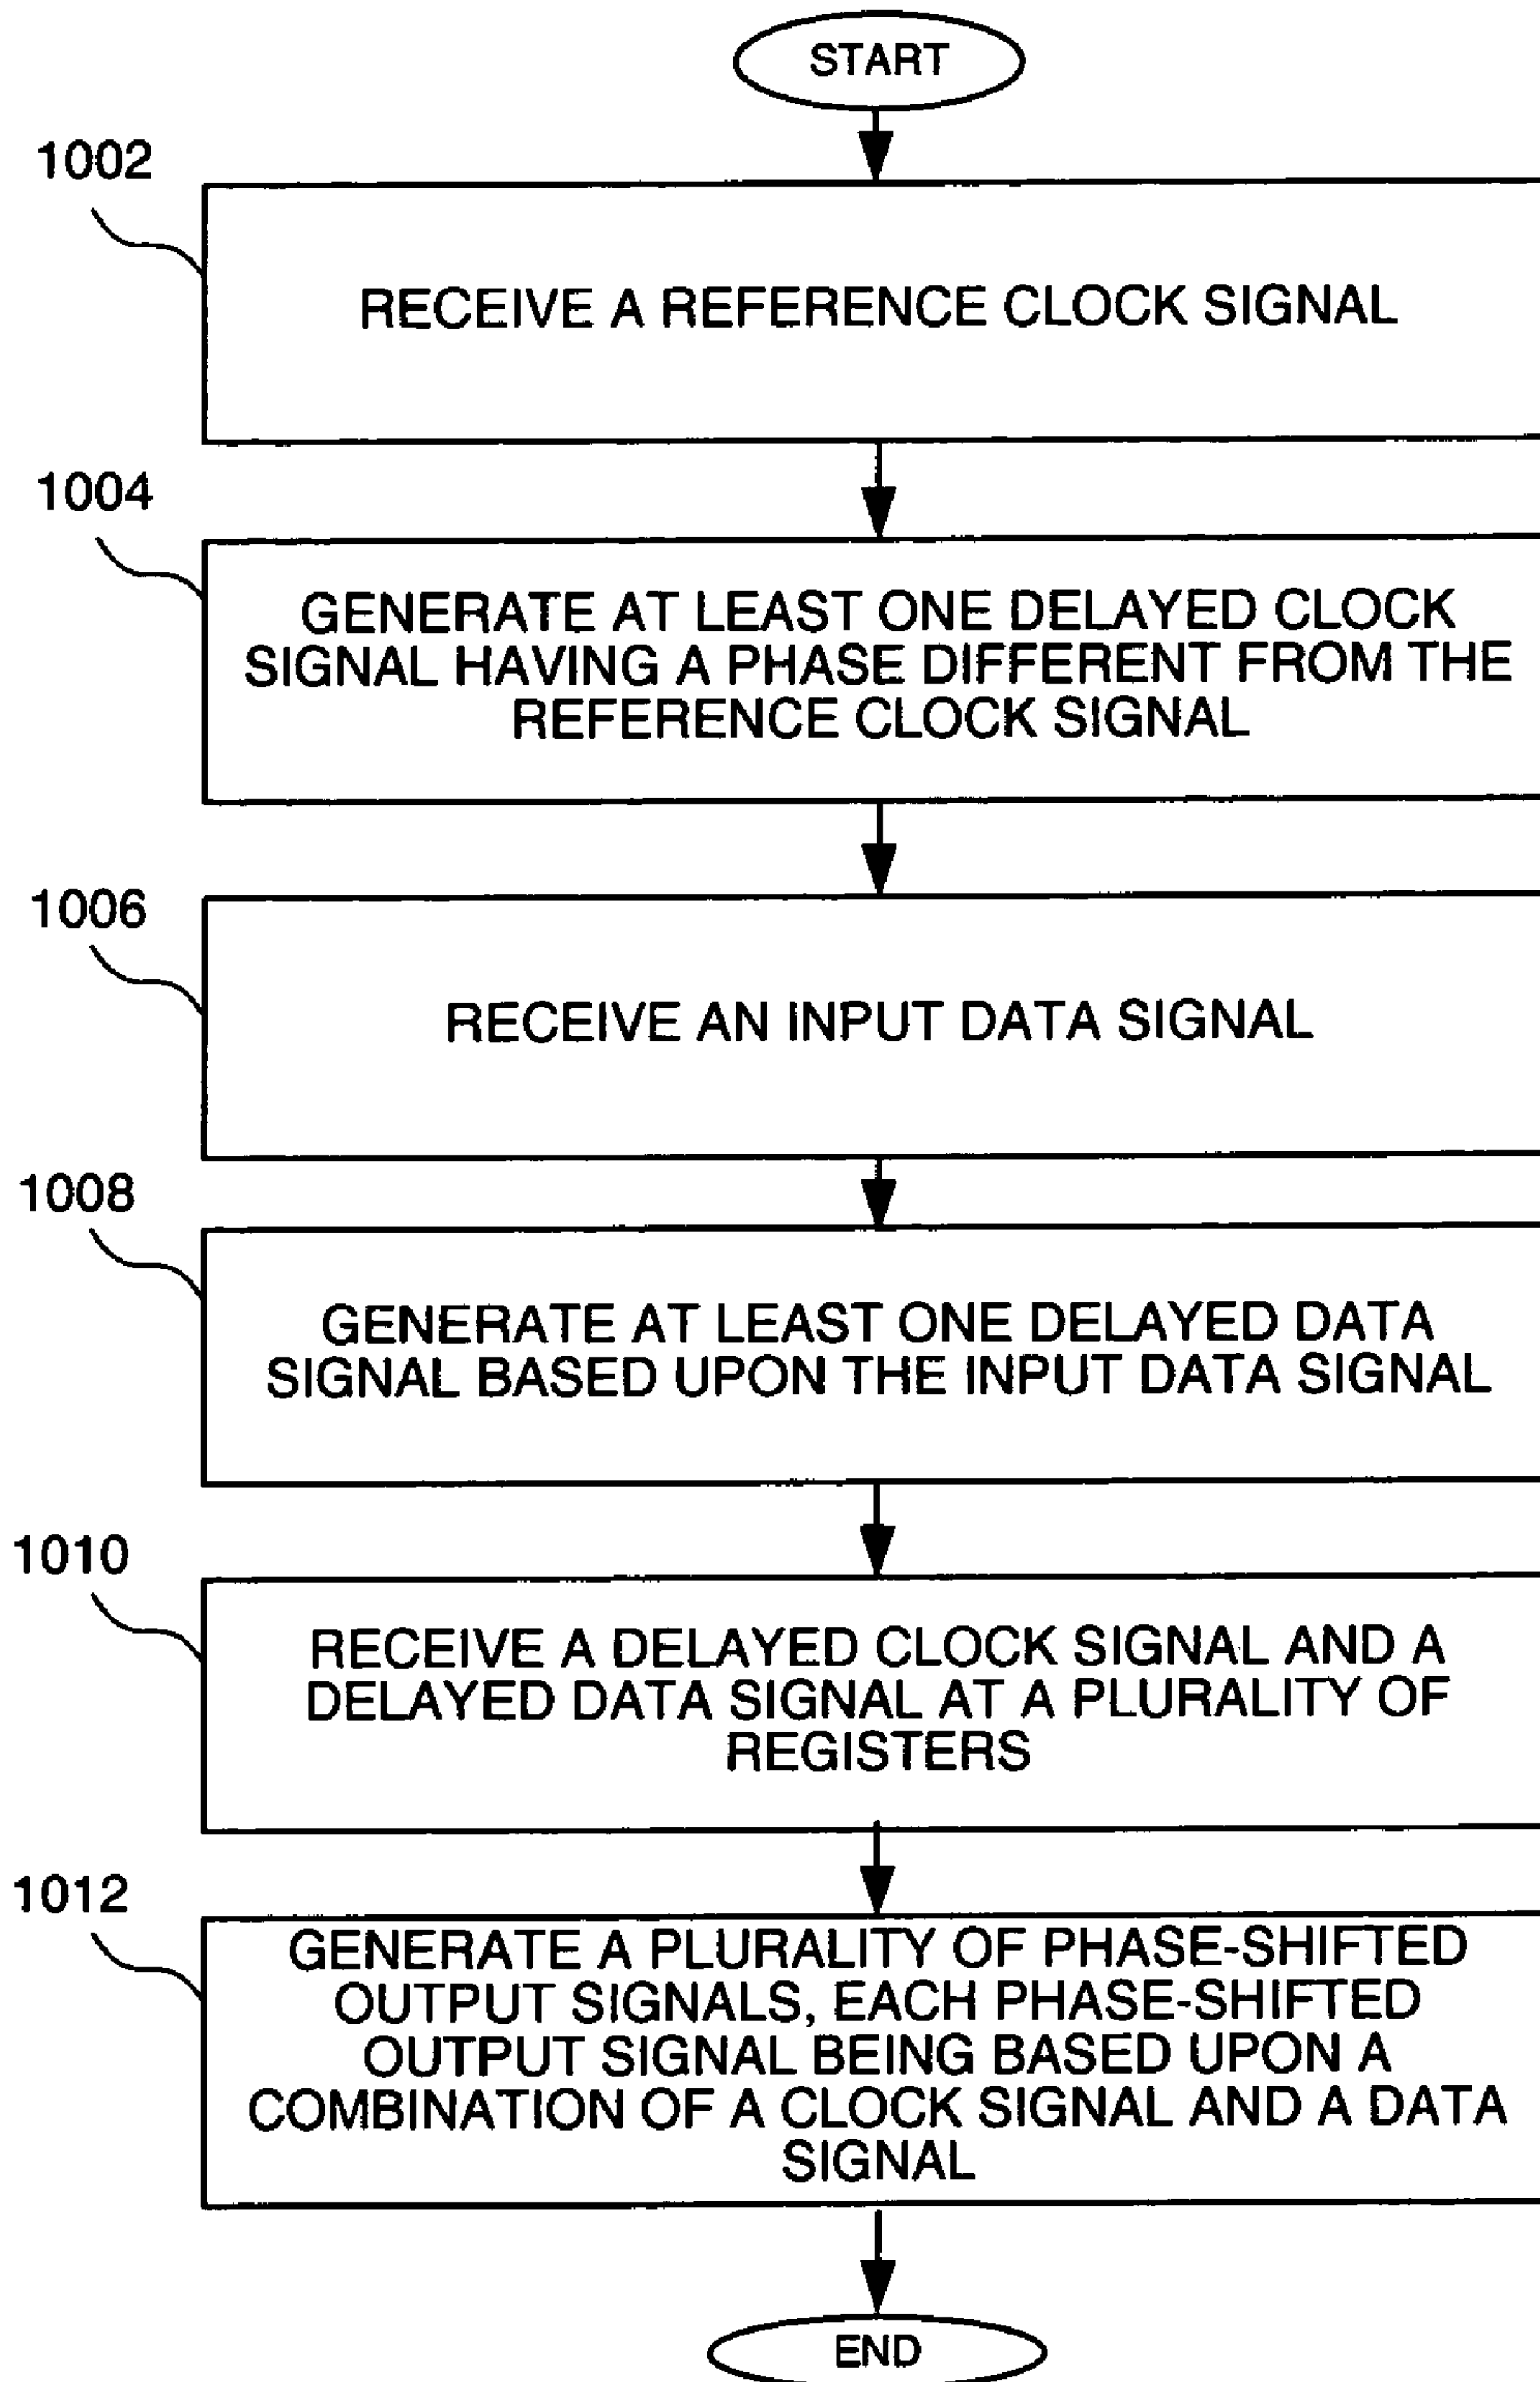 START
1002
RECEIVE A REFERENCE CLOCK SIGNAL
1004
GENERATE AT LEAST ONE DELAYED CLOCK
SIGNAL HAVING A PHASE DIFFERENT FROM THE
REFERENCE CLOCK SIGNAL
1006
RECEIVE AN INPUT DATA SIGNAL
1008
GENERATE AT LEAST ONE DELAYED DATA
SIGNAL BASED UPON THE INPUT DATA SIGNAL
1010
RECEIVE A DELAYED CLOCK SIGNAL AND A
DELAYED DATA SIGNAL AT A PLURALITY OF
REGISTERS
1012
GENERATE A PLURALITY OF PHASE-SHIFTED
OUTPUT SIGNALS, EACH PHASE-SHIFTED
OUTPUT SIGNAL BEING BASED UPON A
COMBINATION OF A CLOCK SIGNAL AND A DATA
SIGNAL
END